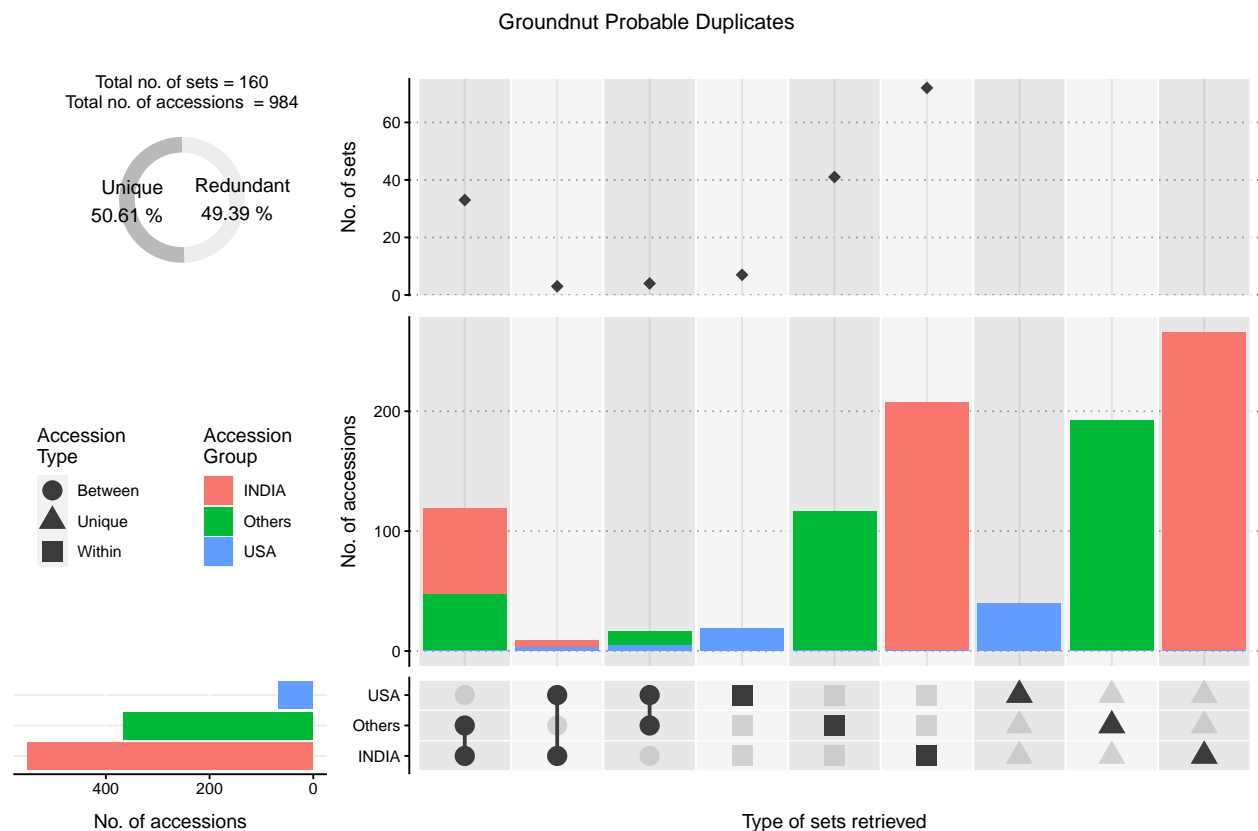 Groundnut Probable Duplicates
Total no. of sets = 160
Total no. of accessions  = 984
Unique
50.61 %
Redundant
49.39 %
No. of sets
60
40
20
0
No. of accessions
200
100
0
Accession
Type
Between
Unique
Within
Accession
Group
INDIA
Others
USA
USA
Others
INDIA
400
200
0
No. of accessions
Type of sets retrieved